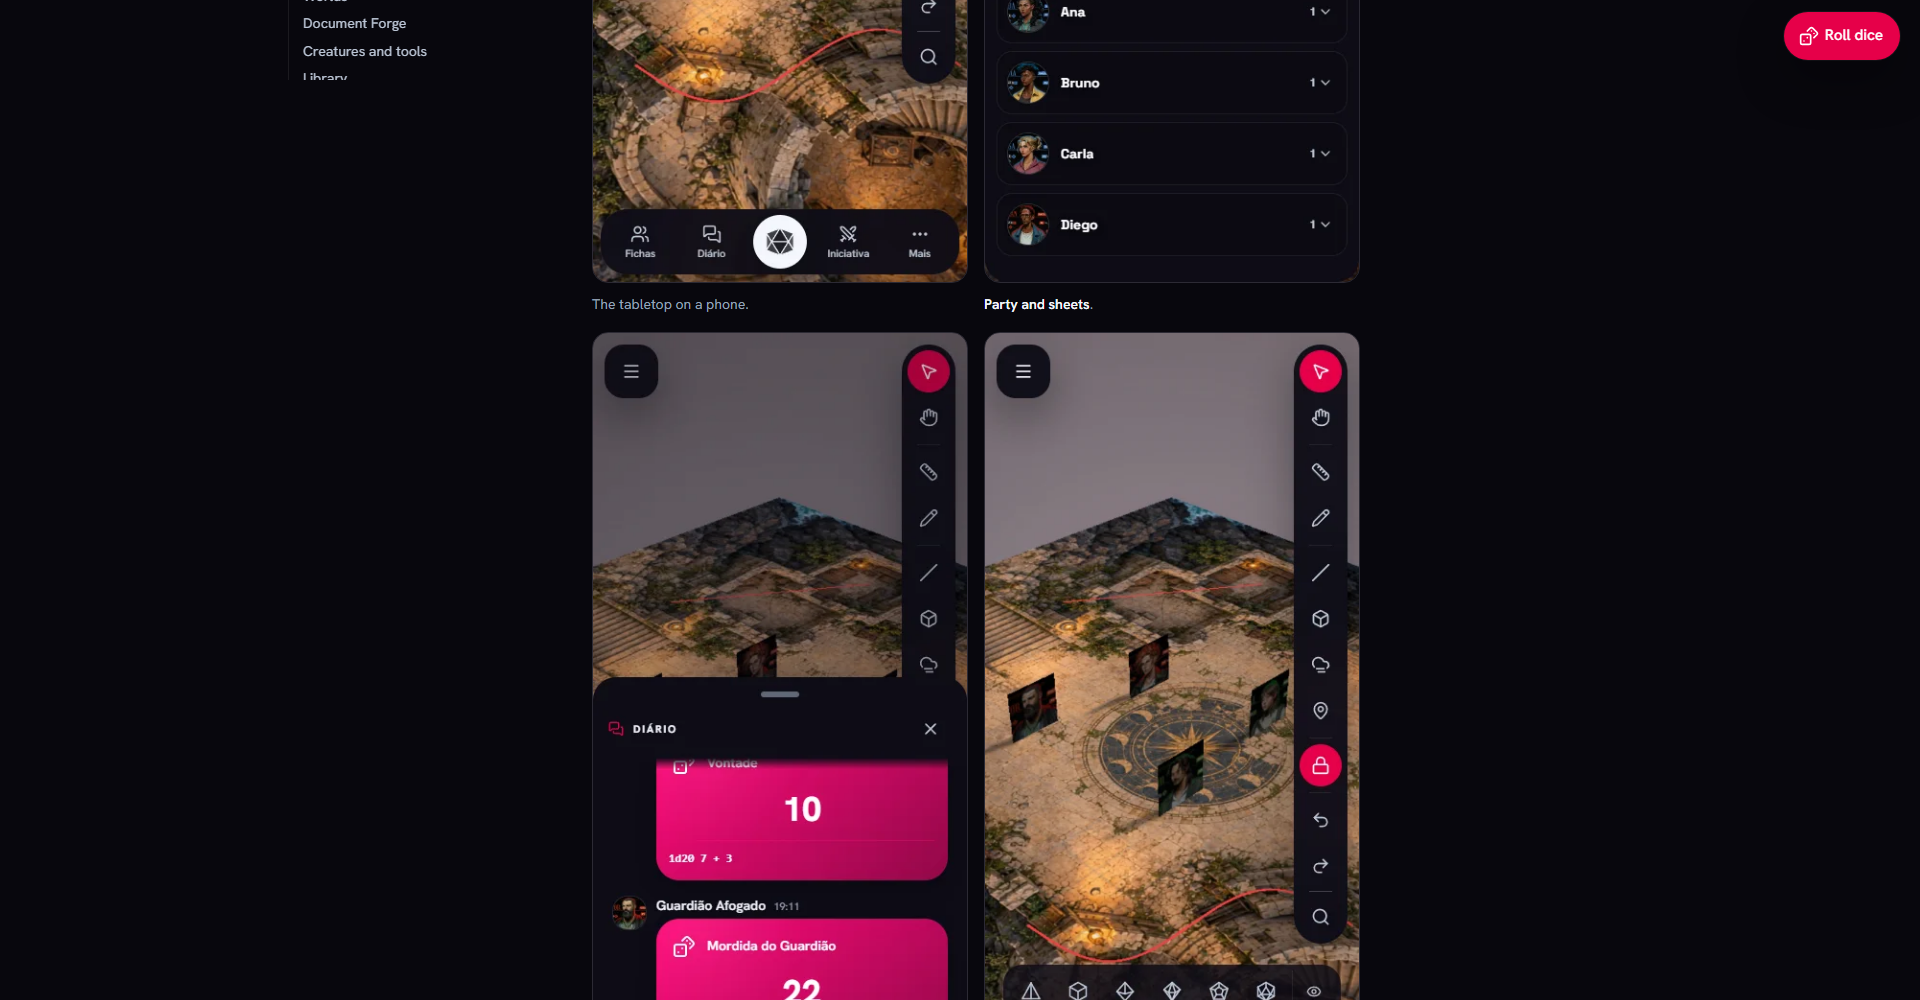 Document Forge
Creatures and tools
Library
Roll dice
Ana
1
Bruno
1
Carla
1
Diego
1
Fichas
Diário
Iniciativa
Mais
The tabletop on a phone.
Party and sheets.
DIÁRIO
Vontade
10
1d20 7 + 3
Guardião Afogado 19:11
Mordida do Guardião
22